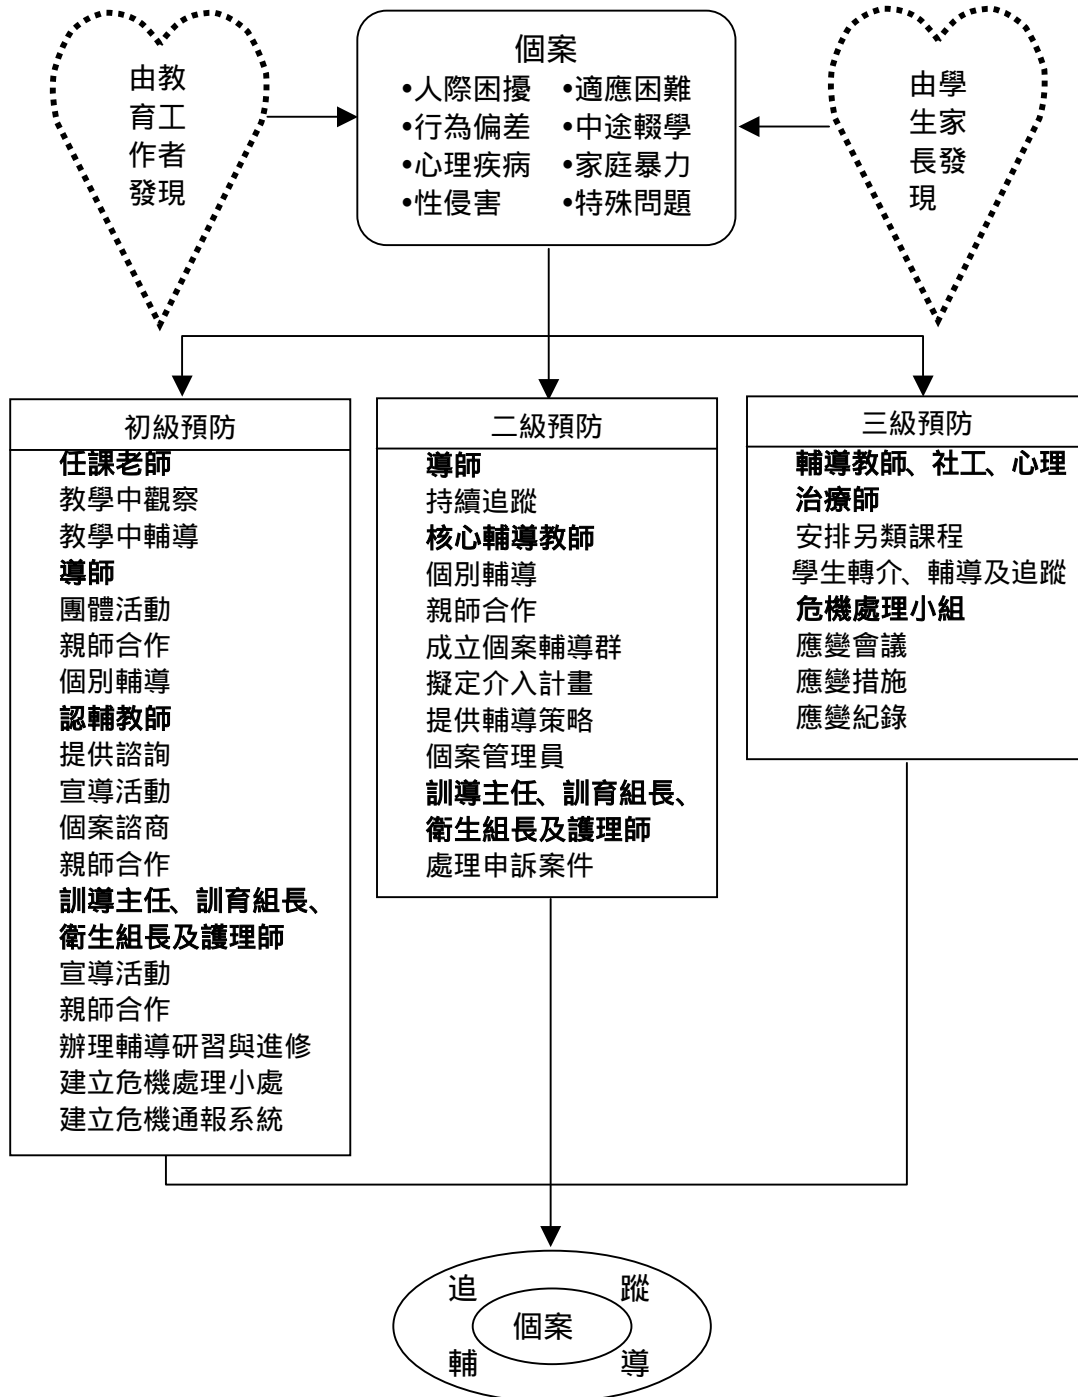 由教
育工
作者
發現
個案
•人際困擾 •適應困難
•行為偏差 •中途輟學
•心理疾病 •家庭暴力
•性侵害 •特殊問題
由學
生家
長發
現
初級預防
任課老師
教學中觀察
教學中輔導
導師
團體活動
親師合作
個別輔導
認輔教師
提供諮詢
宣導活動
個案諮商
親師合作
訓導主任、訓育組長、
衛生組長及護理師
宣導活動
親師合作
辦理輔導研習與進修
建立危機處理小處
建立危機通報系統
二級預防
導師
持續追蹤
核心輔導教師
個別輔導
親師合作
成立個案輔導群
擬定介入計畫
提供輔導策略
個案管理員
訓導主任、訓育組長、
衛生組長及護理師
處理申訴案件
三級預防
輔導教師、社工、心理
治療師
安排另類課程
學生轉介、輔導及追蹤
危機處理小組
應變會議
應變措施
應變紀錄
追 蹤
個案
輔 導